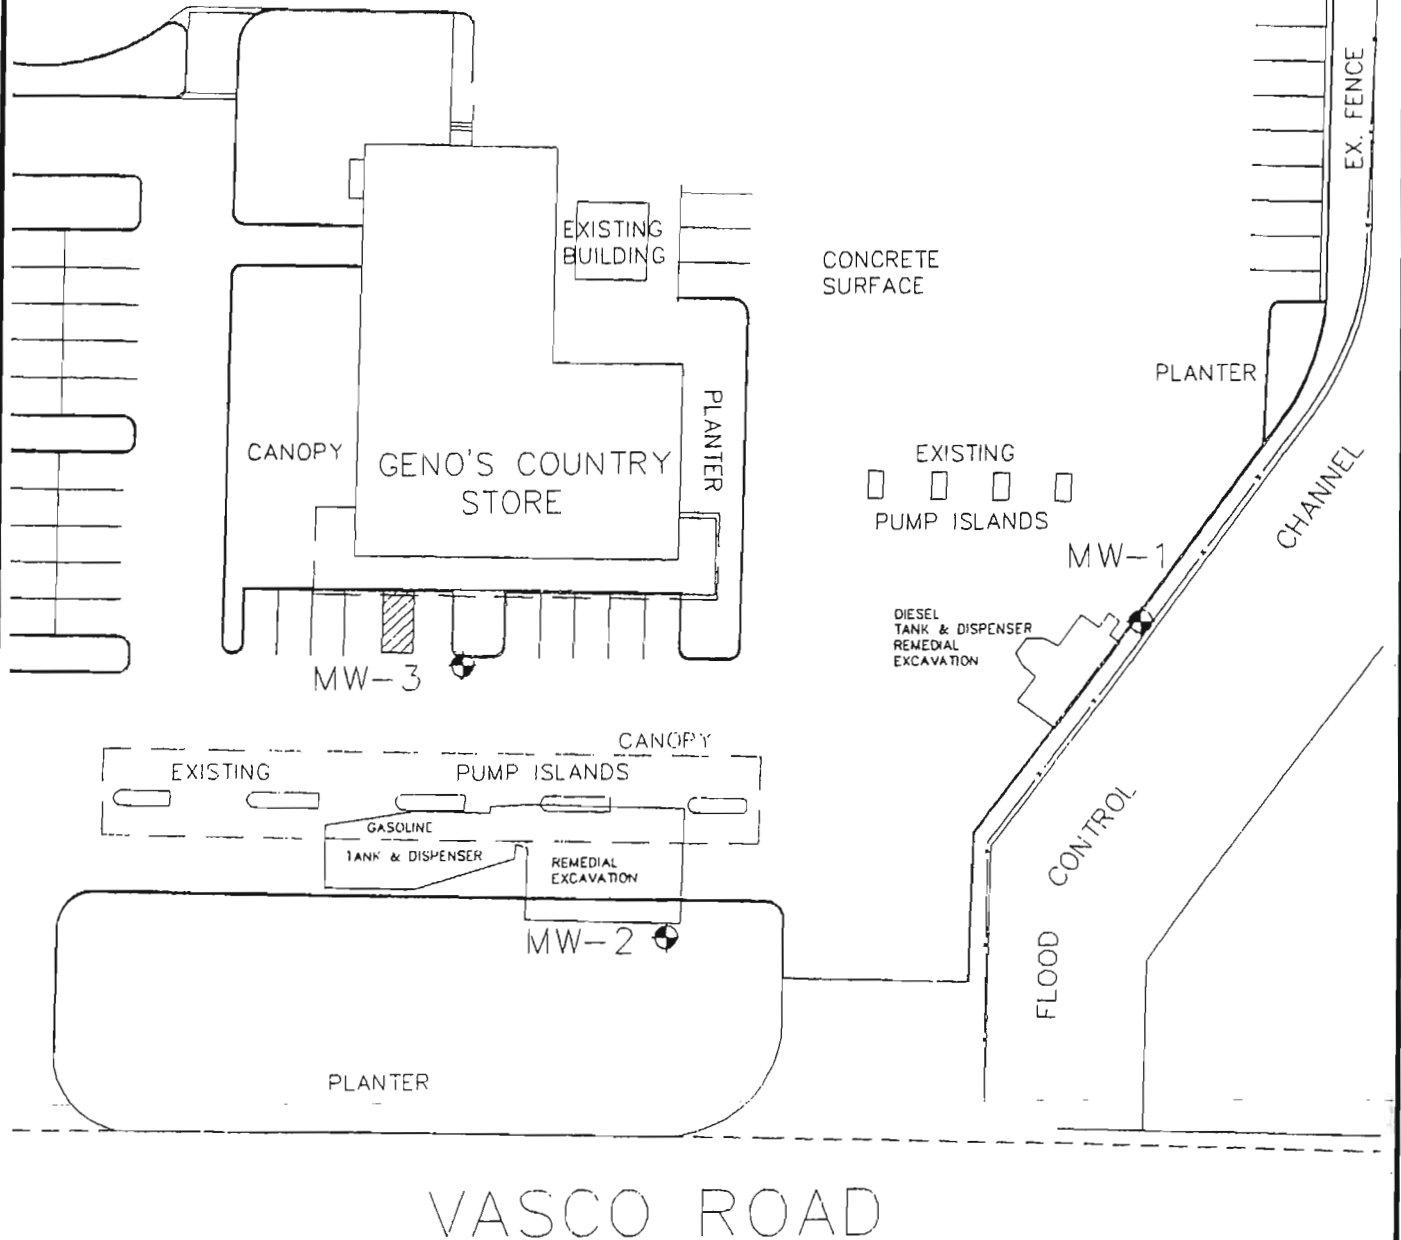 EX. FENCE
EXISTING
BUILDING
CONCRETE
SURFACE
PLANTER
PLANTER
CANOPY
GENO'S COUNTRY
STORE
EXISTING
PUMP ISLANDS
CHANNEL
MW-1
DIESEL
TANK & DISPENSER
REMEDIAL
EXCAVATION
MW-3
CANOPY
EXISTING
PUMP ISLANDS
GASOLINE
TANK & DISPENSER
REMEDIAL
EXCAVATION
CONTROL
MW-2
FLOOD
PLANTER
VASCO ROAD